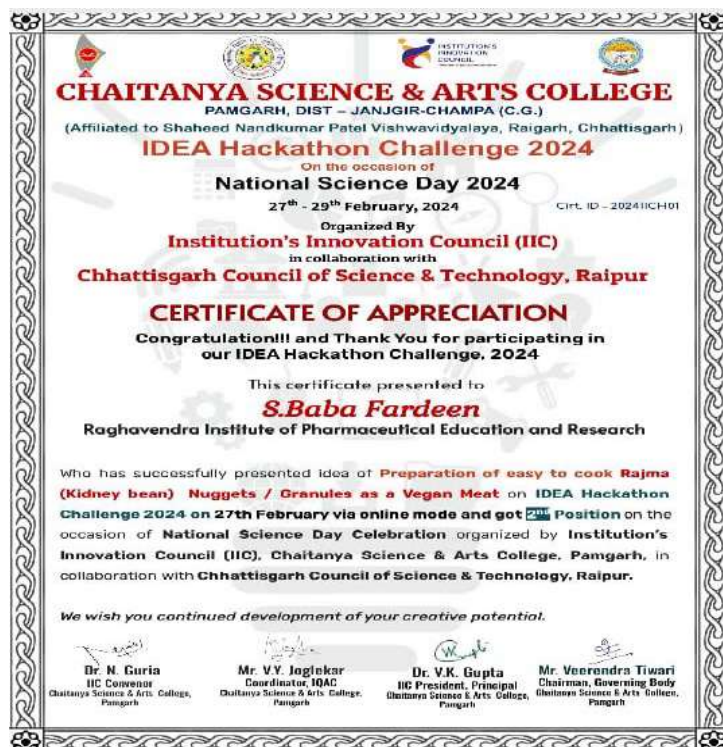 INSTITUTION'S
INNOVATION
COUNCIL
CHAITANYA SCIENCE & ARTS COLLEGE
PAMGARH, DIST – JANJGIR-CHAMPA (C.G.)
(Affiliated to Shaheed Nandkumar Patel Vishwavidyalaya, Raigarh, Chhattisgarh)
IDEA Hackathon Challenge 2024
On the occasion of
National Science Day 2024
27th - 29th February, 2024 Cirt. ID - 2024IICH01
Organized By
Institution's Innovation Council (IIC)
in collaboration with
Chhattisgarh Council of Science & Technology, Raipur
CERTIFICATE OF APPRECIATION
Congratulation!!! and Thank You for participating in
our IDEA Hackathon Challenge, 2024
This certificate presented to
S.Baba Fardeen
Raghavendra Institute of Pharmaceutical Education and Research
Who has successfully presented idea of Preparation of easy to cook Rajma
(Kidney bean) Nuggets / Granules as a Vegan Meat on IDEA Hackathon
Challenge 2024 on 27th February via online mode and got 2nd Position on the
occasion of National Science Day Celebration organized by Institution's
Innovation Council (IIC), Chaitanya Science & Arts College, Pamgarh, in
collaboration with Chhattisgarh Council of Science & Technology, Raipur.
We wish you continued development of your creative potential.
Dr. N. Guria
IIC Convenor
Chaitanya Science & Arts College,
Pamgarh
Mr. V.Y. Joglekar
Coordinator, IQAC
Chaitanya Science & Arts College,
Pamgarh
Dr. V.K. Gupta
IIC President, Principal
Chaitanya Science & Arts College,
Pamgarh
Mr. Veerendra Tiwari
Chairman, Governing Body
Chaitanya Science & Arts College,
Pamgarh